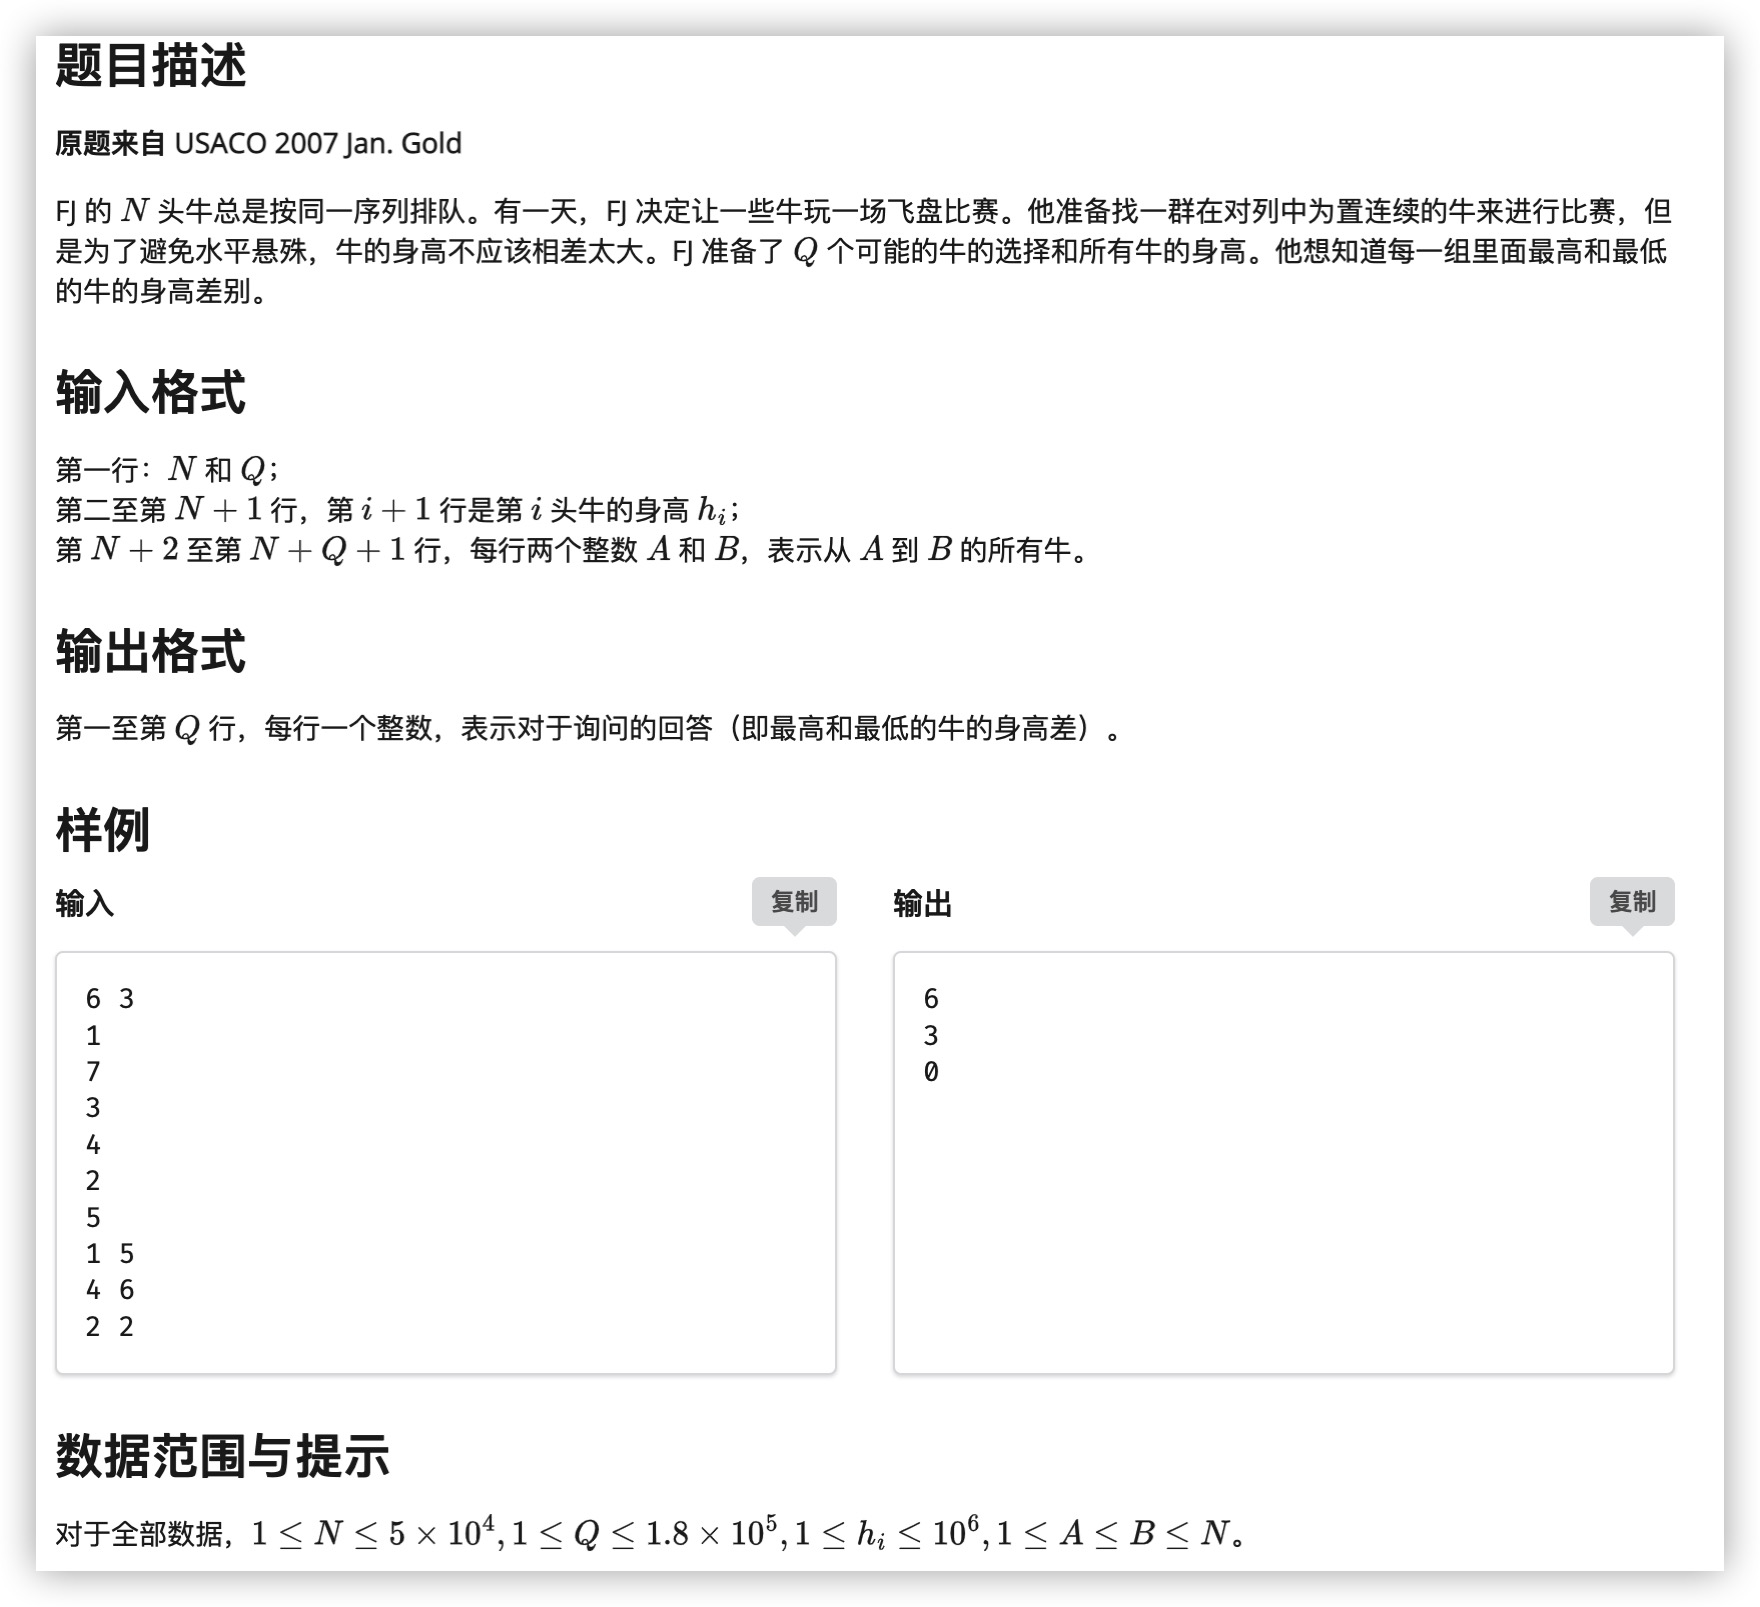 题目描述
原题来自 USACO 2007 Jan. Gold
FJ 的 N 头牛总是按同一序列排队。有一天，FJ 决定让一些牛玩一场飞盘比赛。他准备找一群在对列中为置连续的牛来进行比赛，但
是为了避免水平悬殊，牛的身高不应该相差太大。FJ 准备了 Q 个可能的牛的选择和所有牛的身高。他想知道每一组里面最高和最低
的牛的身高差别。
输入格式
第一行：N 和 Q；
第二至第 N + 1 行，第 i + 1 行是第 i 头牛的身高 h_i；
第 N + 2 至第 N + Q + 1 行，每行两个整数 A 和 B，表示从 A 到 B 的所有牛。
输出格式
第一至第 Q 行，每行一个整数，表示对于询问的回答（即最高和最低的牛的身高差）。
样例
输入 复制
6 3
1
7
3
4
2
5
1 5
4 6
2 2
输出 复制
6
3
0
数据范围与提示
对于全部数据，1 ≤ N ≤ 5 × 10^4, 1 ≤ Q ≤ 1.8 × 10^5, 1 ≤ h_i ≤ 10^6, 1 ≤ A ≤ B ≤ N。